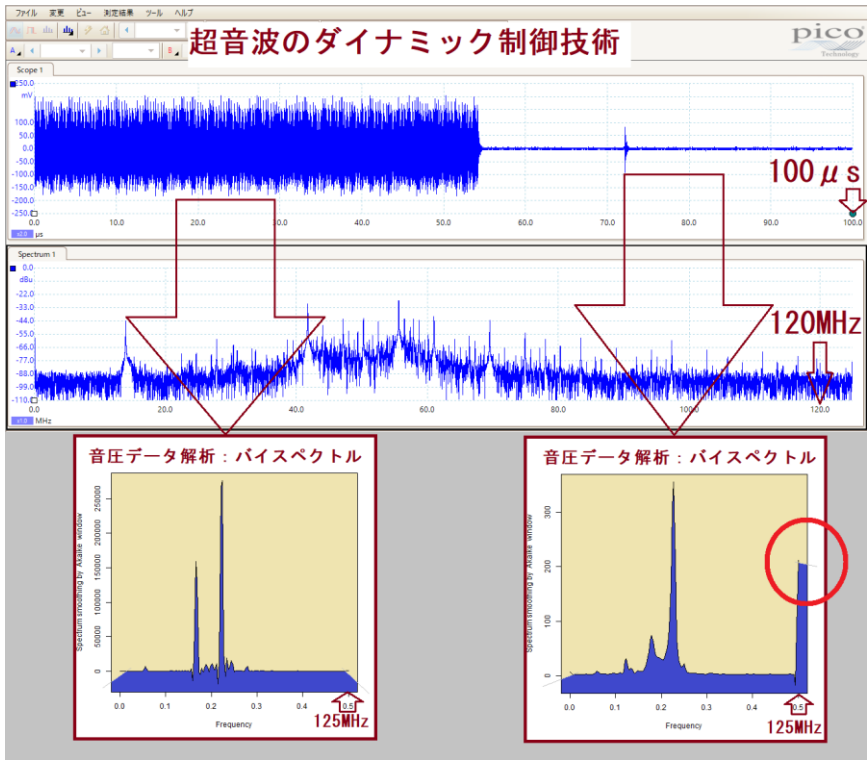 ファイル 変更 ビュー 測定結果 ツール ヘルプ
超音波のダイナミック制御技術
pico
Technology
A
B
Scope 1
250.0
mV
100.0
50.0
0.0
-50.0
-100.0
-150.0
-200.0
-250.0
0.0 10.0 20.0 30.0 40.0 50.0 60.0 70.0 80.0 90.0 100.0
x2.0 µs
100μs
Spectrum 1
0.0
dBu
-22.0
-33.0
-44.0
-55.0
-66.0
-77.0
-88.0
-99.0
-110.0
0.0 20.0 40.0 60.0 80.0 100.0 120.0
x1.0 MHz
120MHz
音圧データ解析：バイスペクトル
Spectrum smoothing by Akaike window
0 50000 100000 150000 200000 250000
0.0 0.1 0.2 0.3 0.4 0.5
Frequency
125MHz
音圧データ解析：バイスペクトル
Spectrum smoothing by Akaike window
0 100 200 300
0.0 0.1 0.2 0.3 0.4 0.5
Frequency
125MHz